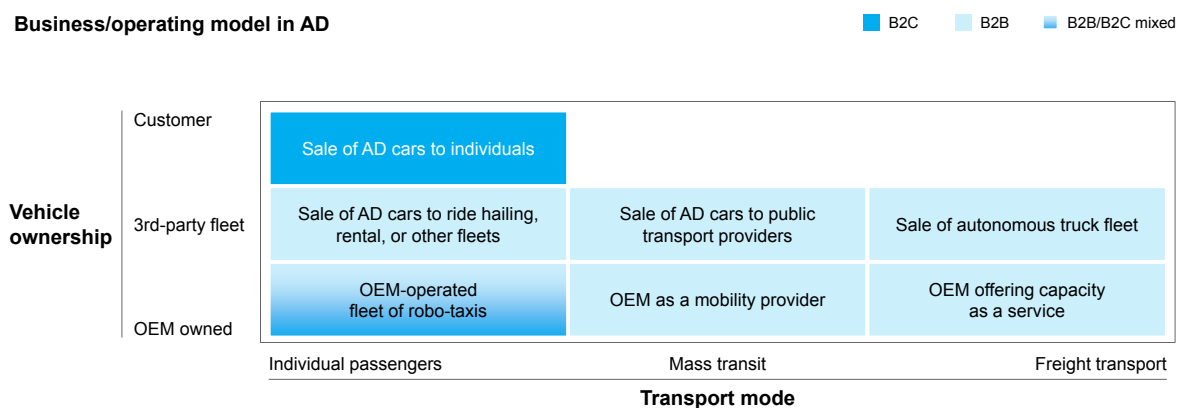 Business/operating model in AD
B2C
B2B
B2B/B2C mixed
Customer
Sale of AD cars to individuals
Vehicle
ownership
3rd-party fleet
Sale of AD cars to ride hailing,
rental, or other fleets
Sale of AD cars to public
transport providers
Sale of autonomous truck fleet
OEM owned
OEM-operated
fleet of robo-taxis
OEM as a mobility provider
OEM offering capacity
as a service
Individual passengers
Mass transit
Freight transport
Transport mode